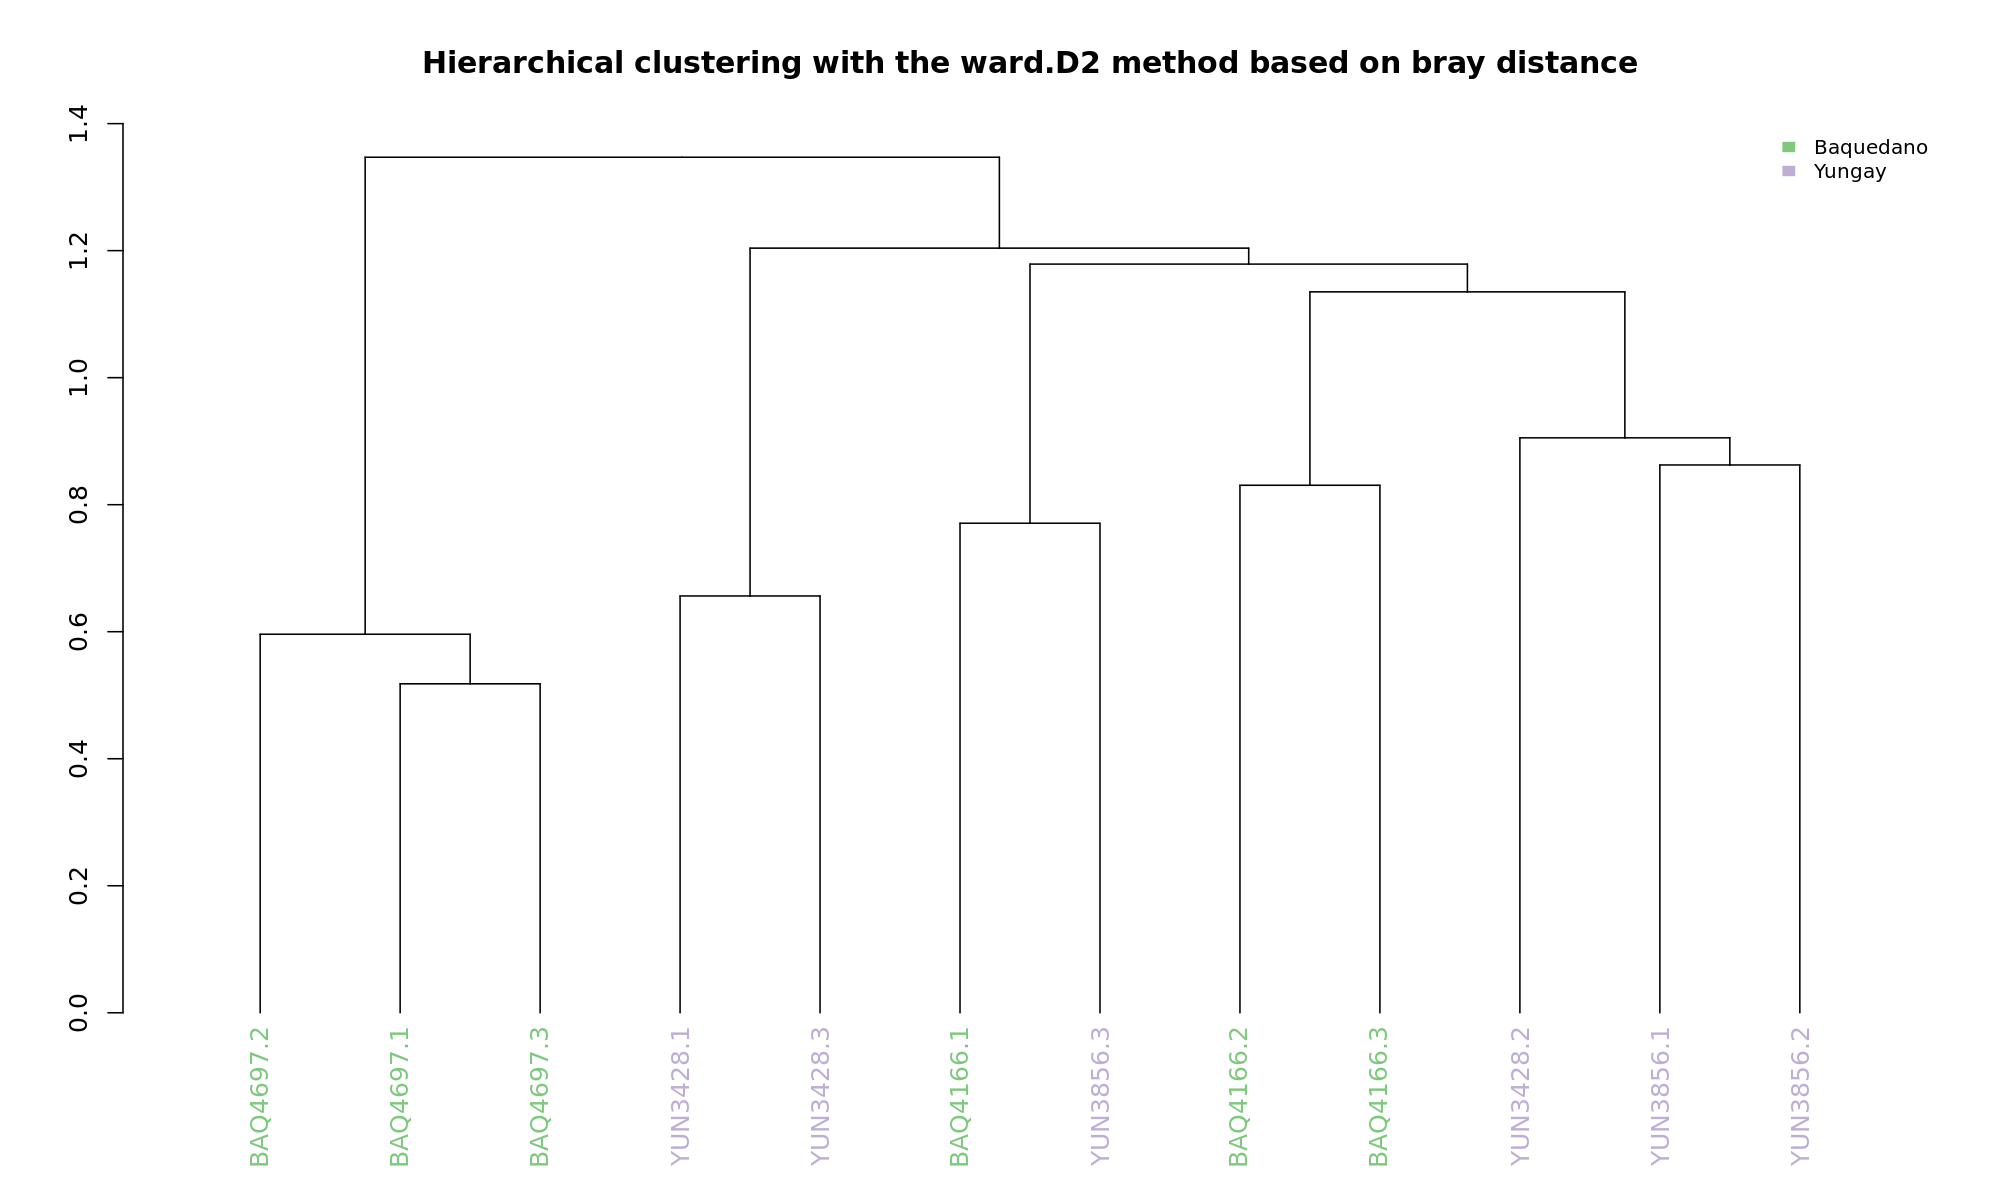 Hierarchical clustering with the ward.D2 method based on bray distance
1.4
1.2
1.0
0.8
0.6
0.4
0.2
0.0
Baquedano
Yungay
BAQ4697.2
BAQ4697.1
BAQ4697.3
YUN3428.1
YUN3428.3
BAQ4166.1
YUN3856.3
BAQ4166.2
BAQ4166.3
YUN3428.2
YUN3856.1
YUN3856.2